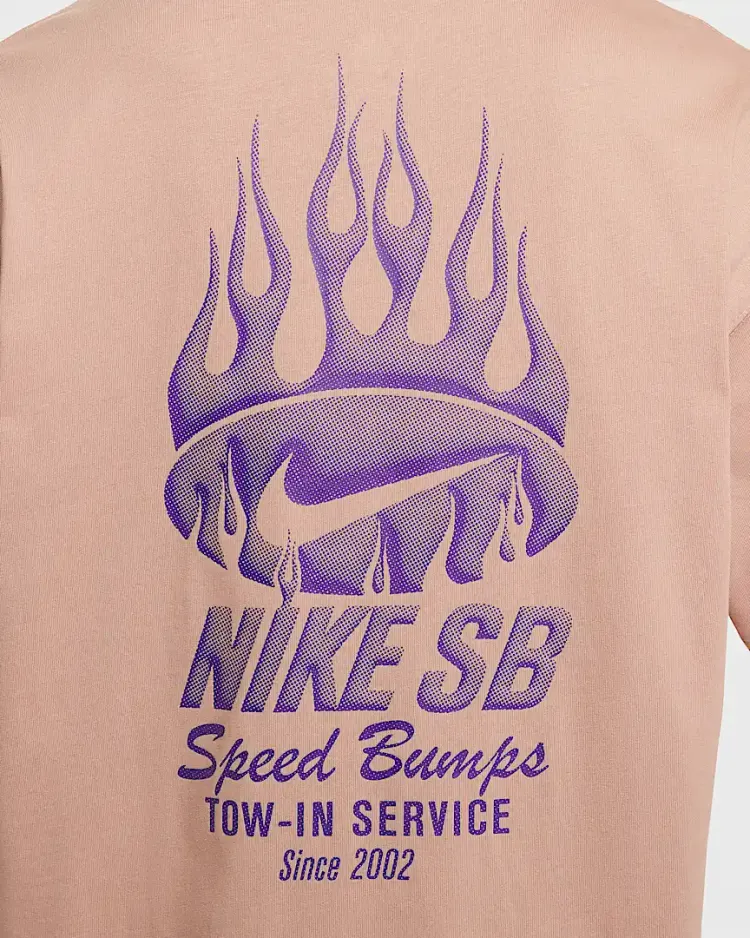 NIKE SB
Speed Bumps
TOW-IN SERVICE
Since 2002